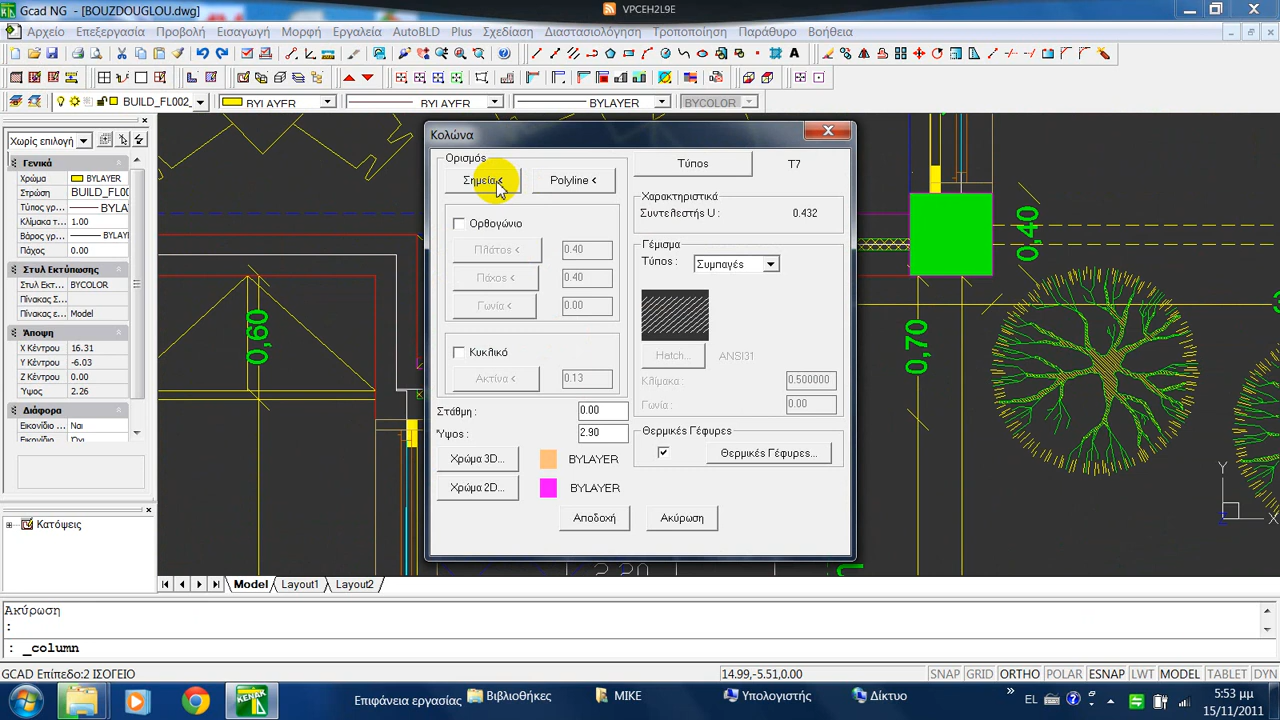 VPCEH2L9E
Gcad NG - [BOUZDOUGLOU.dwg]
Αρχείο Επεξεργασία Προβολή Εισαγωγή Μορφή Εργαλεία AutoBLD Plus Σχεδίαση Διαστασιολόγηση Τροποποίηση Παράθυρο Βοήθεια
BUILD_FL002_ BYLAYER BYLAYER BYLAYER BYCOLOR
Χωρίς επιλογή
Γενικά
Χρώμα BYLAYER
Στρώση BUILD_FL00
Τύπος γρ... BYLA
Κλίμακα τ... 1.00
Βάρος γρ... BYLAY
Πάχος 0.00
Στυλ Εκτύπωσης
Στυλ Εκτ... BYCOLOR
Πίνακας Σ...
Πίνακας ε... Model
Άποψη
X Κέντρου 16.31
Y Κέντρου -6.03
Z Κέντρου 0.00
Υψος 2.26
Διάφορα
Εικονίδιο ... Ναι
Κατόψεις
Κολώνα
Ορισμός
Σημεία < Polyline <
Ορθογώνιο
Πλάτος < 0.40
Πάχος < 0.40
Γωνία < 0.00
Κυκλικό
Ακτίνα < 0.13
Στάθμη : 0.00
Ύψος : 2.90
Χρώμα 3D... BYLAYER
Χρώμα 2D... BYLAYER
Τύπος T7
Χαρακτηριστικά
Συντελεστής U : 0.432
Γέμισμα
Τύπος : Συμπαγές
Hatch... ANSI31
Κλίμακα : 0.500000
Γωνία : 0.00
Θερμικές Γέφυρες
Θερμικές Γέφυρες...
Αποδοχή Ακύρωση
0,60
0,40
0,70
Y
X
Model Layout1 Layout2
Ακύρωση
:
: _column
GCAD Επίπεδο:2 ΙΣΟΓΕΙΟ 14.99,-5.51,0.00 SNAP GRID ORTHO POLAR ESNAP LWT MODEL TABLET DYN
KENAK Επιφάνεια εργασίας Βιβλιοθήκες MIKE Υπολογιστής Δίκτυο » EL 5:53 μμ
15/11/2011